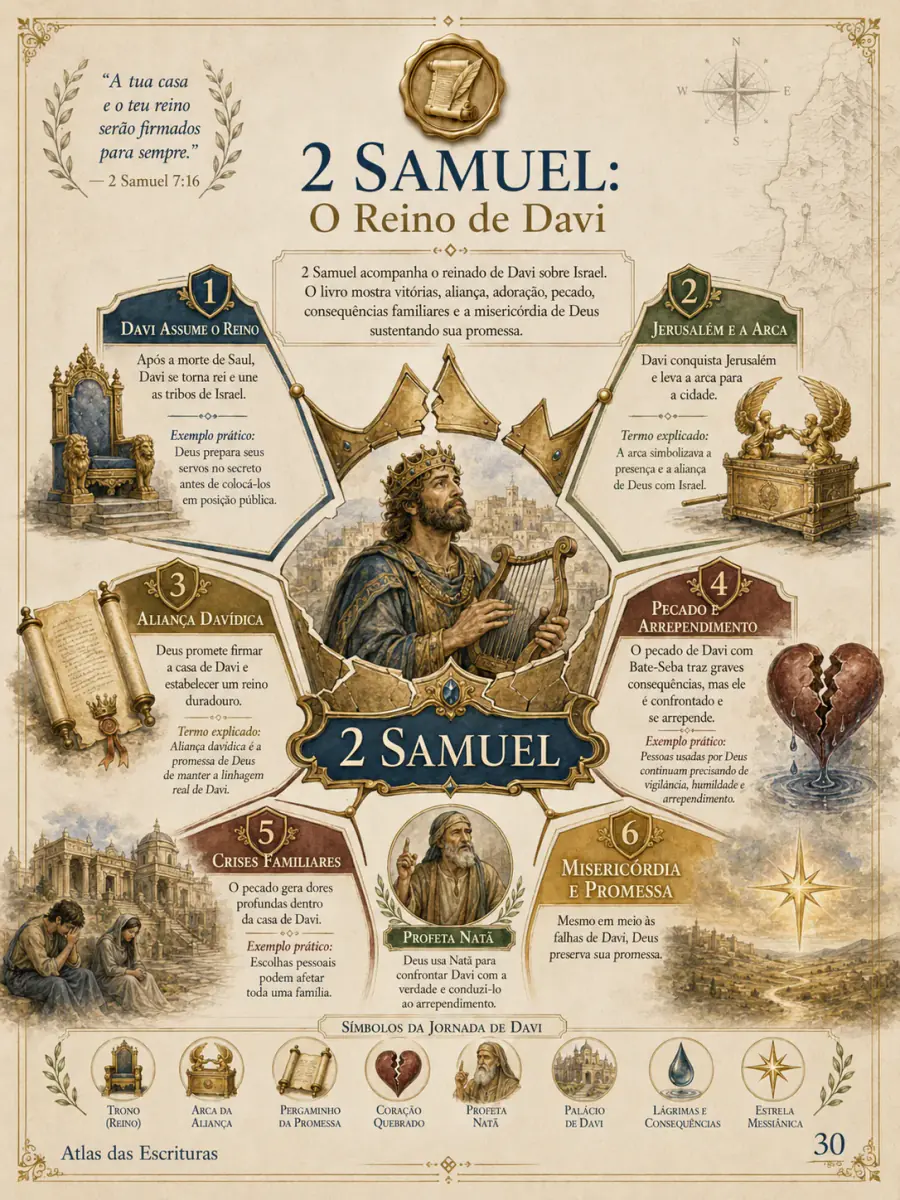 “A tua casa
e o teu reino
serão firmados
para sempre.”
— 2 Samuel 7:16
N
W
E
S
2 SAMUEL:
O Reino de Davi
2 Samuel acompanha o reinado de Davi sobre Israel.
O livro mostra vitórias, aliança, adoração, pecado,
consequências familiares e a misericórdia de Deus
sustentando sua promessa.
1
DAVI ASSUME O REINO
Após a morte de Saul,
Davi se torna rei e une
as tribos de Israel.
Exemplo prático:
Deus prepara seus
servos no secreto
antes de colocá-los
em posição pública.
2
JERUSALÉM E A ARCA
Davi conquista Jerusalém
e leva a arca para
a cidade.
Termo explicado:
A arca simbolizava a
presença e a aliança
de Deus com Israel.
3
ALIANÇA DAVÍDICA
Deus promete firmar
a casa de Davi e
estabelecer um reino
duradouro.
Termo explicado:
Aliança davídica é a
promessa de Deus
de manter a linhagem
real de Davi.
4
PECADO E
ARREPENDIMENTO
O pecado de Davi com
Bate-Seba traz graves
consequências, mas ele
é confrontado e
se arrepende.
Exemplo prático:
Pessoas usadas por Deus
continuam precisando de
vigilância, humildade e
arrependimento.
2 SAMUEL
5
CRISES FAMILIARES
O pecado gera dores
profundas dentro
da casa de Davi.
Exemplo prático:
Escolhas pessoais
podem afetar
toda uma família.
PROFETA NATÃ
Deus usa Natã para
confrontar Davi com a
verdade e conduzi-lo
ao arrependimento.
6
MISERICÓRDIA
E PROMESSA
Mesmo em meio às
falhas de Davi, Deus
preserva sua promessa.
SÍMBOLOS DA JORNADA DE DAVI
TRONO
(REINO)
ARCA DA
ALIANÇA
PERGAMINHO
DA PROMESSA
CORAÇÃO
QUEBRADO
PROFETA
NATÃ
PALÁCIO
DE DAVI
LÁGRIMAS E
CONSEQUÊNCIAS
ESTRELA
MESSIÂNICA
Atlas das Escrituras
30